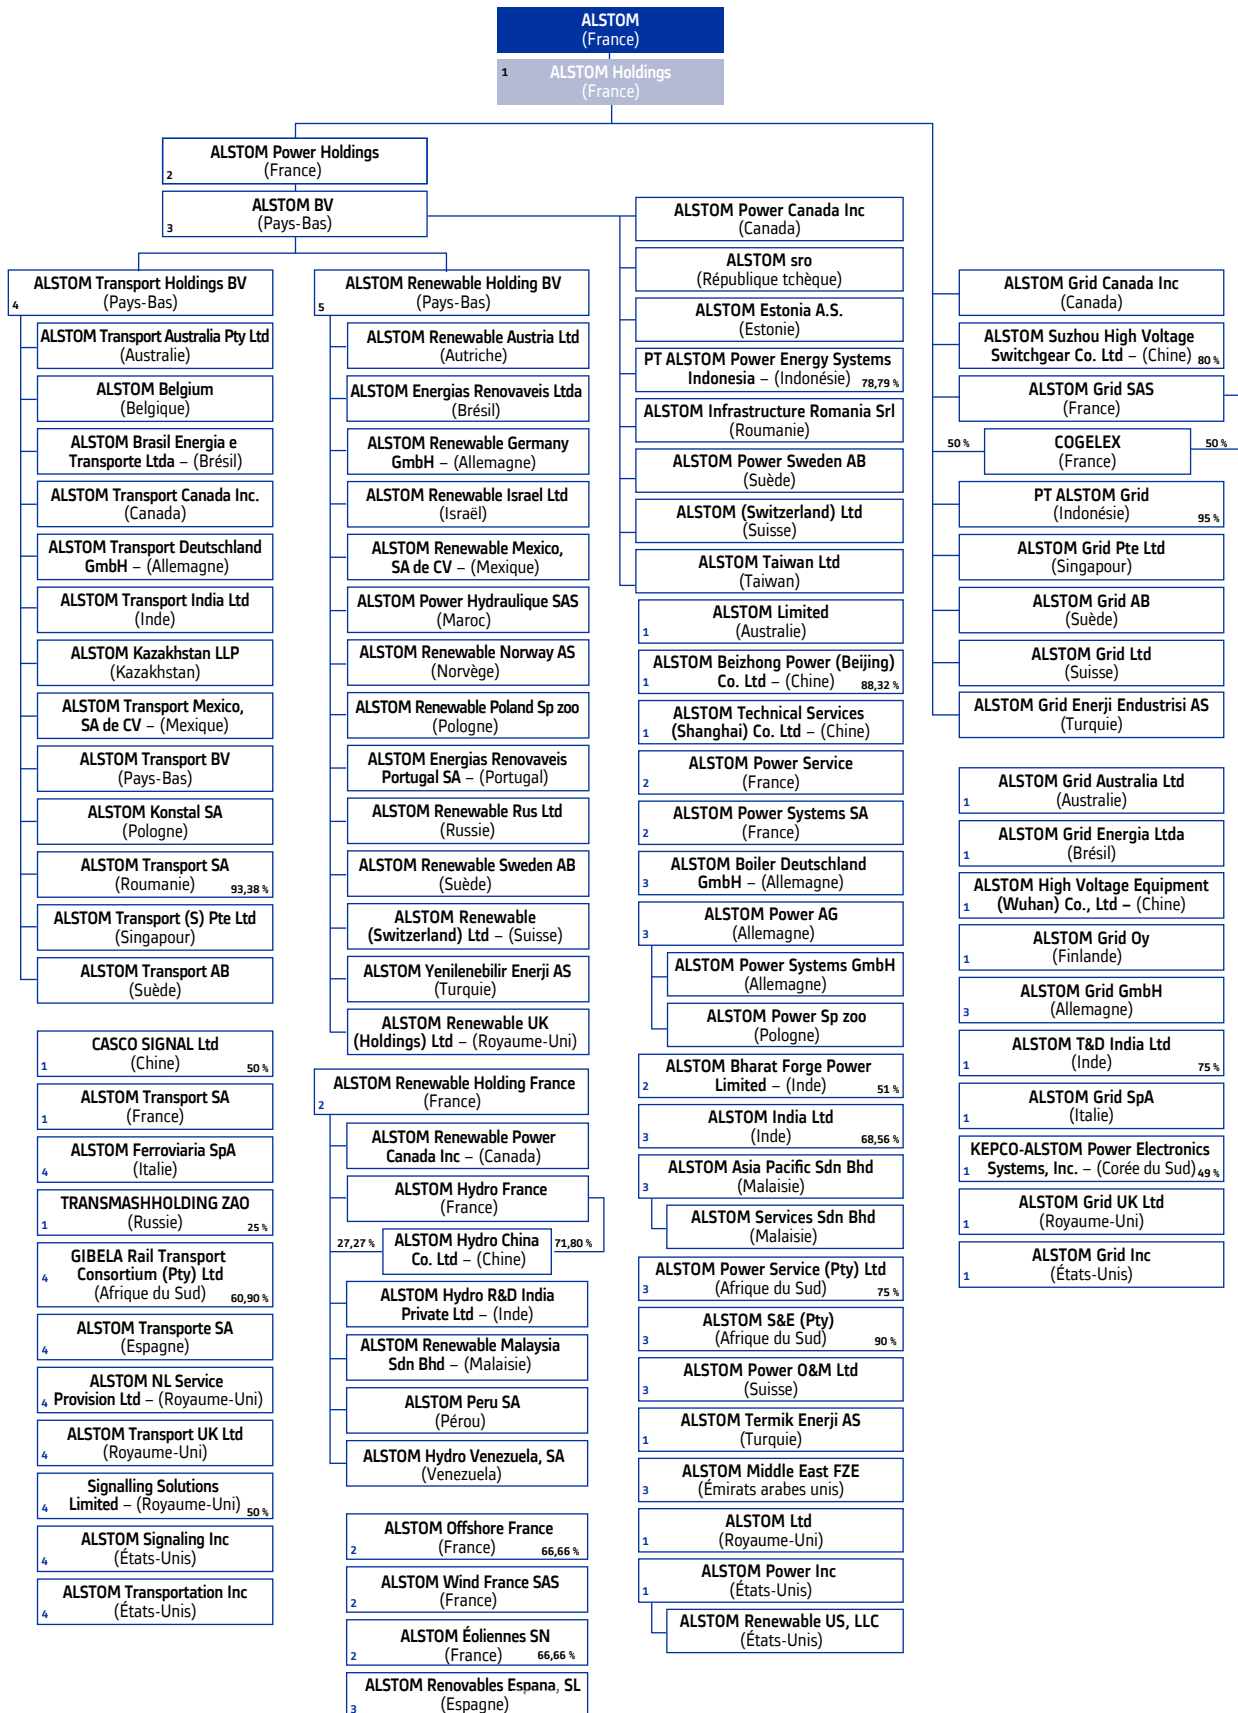 ALSTOM
(France)
1 ALSTOM Holdings
(France)
ALSTOM Power Holdings
2 (France)
ALSTOM BV
3 (Pays-Bas)
ALSTOM Transport Holdings BV
4 (Pays-Bas)
ALSTOM Transport Australia Pty Ltd
(Australie)
ALSTOM Belgium
(Belgique)
ALSTOM Brasil Energia e
Transporte Ltda – (Brésil)
ALSTOM Transport Canada Inc.
(Canada)
ALSTOM Transport Deutschland
GmbH – (Allemagne)
ALSTOM Transport India Ltd
(Inde)
ALSTOM Kazakhstan LLP
(Kazakhstan)
ALSTOM Transport Mexico,
SA de CV – (Mexique)
ALSTOM Transport BV
(Pays-Bas)
ALSTOM Konstal SA
(Pologne)
ALSTOM Transport SA
(Roumanie) 93,38 %
ALSTOM Transport (S) Pte Ltd
(Singapour)
ALSTOM Transport AB
(Suède)
CASCO SIGNAL Ltd
1 (Chine) 50 %
ALSTOM Transport SA
1 (France)
ALSTOM Ferroviaria SpA
4 (Italie)
TRANSMASHHOLDING ZAO
1 (Russie) 25 %
GIBELA Rail Transport
4 Consortium (Pty) Ltd
(Afrique du Sud) 60,90 %
ALSTOM Transporte SA
4 (Espagne)
ALSTOM NL Service
4 Provision Ltd – (Royaume-Uni)
ALSTOM Transport UK Ltd
4 (Royaume-Uni)
Signalling Solutions
4 Limited – (Royaume-Uni) 50 %
ALSTOM Signaling Inc
4 (États-Unis)
ALSTOM Transportation Inc
4 (États-Unis)
ALSTOM Renewable Holding BV
5 (Pays-Bas)
ALSTOM Renewable Austria Ltd
(Autriche)
ALSTOM Energias Renovaveis Ltda
(Brésil)
ALSTOM Renewable Germany
GmbH – (Allemagne)
ALSTOM Renewable Israel Ltd
(Israël)
ALSTOM Renewable Mexico,
SA de CV – (Mexique)
ALSTOM Power Hydraulique SAS
(Maroc)
ALSTOM Renewable Norway AS
(Norvège)
ALSTOM Renewable Poland Sp zoo
(Pologne)
ALSTOM Energias Renovaveis
Portugal SA – (Portugal)
ALSTOM Renewable Rus Ltd
(Russie)
ALSTOM Renewable Sweden AB
(Suède)
ALSTOM Renewable
(Switzerland) Ltd – (Suisse)
ALSTOM Yenilenebilir Enerji AS
(Turquie)
ALSTOM Renewable UK
(Holdings) Ltd – (Royaume-Uni)
ALSTOM Renewable Holding France
2 (France)
ALSTOM Renewable Power
Canada Inc – (Canada)
ALSTOM Hydro France
(France)
27,27 % ALSTOM Hydro China 71,80 %
Co. Ltd – (Chine)
ALSTOM Hydro R&D India
Private Ltd – (Inde)
ALSTOM Renewable Malaysia
Sdn Bhd – (Malaisie)
ALSTOM Peru SA
(Pérou)
ALSTOM Hydro Venezuela, SA
(Venezuela)
ALSTOM Offshore France
2 (France) 66,66 %
ALSTOM Wind France SAS
2 (France)
ALSTOM Éoliennes SN
2 (France) 66,66 %
ALSTOM Renovables Espana, SL
3 (Espagne)
ALSTOM Power Canada Inc
(Canada)
ALSTOM sro
(République tchèque)
ALSTOM Estonia A.S.
(Estonie)
PT ALSTOM Power Energy Systems
Indonesia – (Indonésie) 78,79 %
ALSTOM Infrastructure Romania Srl
(Roumanie)
ALSTOM Power Sweden AB
(Suède)
ALSTOM (Switzerland) Ltd
(Suisse)
ALSTOM Taiwan Ltd
(Taiwan)
ALSTOM Limited
1 (Australie)
ALSTOM Beizhong Power (Beijing)
1 Co. Ltd – (Chine) 88,32 %
ALSTOM Technical Services
1 (Shanghai) Co. Ltd – (Chine)
ALSTOM Power Service
2 (France)
ALSTOM Power Systems SA
2 (France)
ALSTOM Boiler Deutschland
3 GmbH – (Allemagne)
ALSTOM Power AG
3 (Allemagne)
ALSTOM Power Systems GmbH
(Allemagne)
ALSTOM Power Sp zoo
(Pologne)
ALSTOM Bharat Forge Power
2 Limited – (Inde) 51 %
ALSTOM India Ltd
3 (Inde) 68,56 %
ALSTOM Asia Pacific Sdn Bhd
3 (Malaisie)
ALSTOM Services Sdn Bhd
(Malaisie)
ALSTOM Power Service (Pty) Ltd
3 (Afrique du Sud) 75 %
ALSTOM S&E (Pty)
3 (Afrique du Sud) 90 %
ALSTOM Power O&M Ltd
3 (Suisse)
ALSTOM Termik Enerji AS
1 (Turquie)
ALSTOM Middle East FZE
3 (Émirats arabes unis)
ALSTOM Ltd
1 (Royaume-Uni)
ALSTOM Power Inc
1 (États-Unis)
ALSTOM Renewable US, LLC
(États-Unis)
ALSTOM Grid Canada Inc
(Canada)
ALSTOM Suzhou High Voltage
Switchgear Co. Ltd – (Chine) 80 %
ALSTOM Grid SAS
(France)
50 % COGELEX 50 %
(France)
PT ALSTOM Grid
(Indonésie) 95 %
ALSTOM Grid Pte Ltd
(Singapour)
ALSTOM Grid AB
(Suède)
ALSTOM Grid Ltd
(Suisse)
ALSTOM Grid Enerji Endustrisi AS
(Turquie)
ALSTOM Grid Australia Ltd
1 (Australie)
ALSTOM Grid Energia Ltda
1 (Brésil)
ALSTOM High Voltage Equipment
1 (Wuhan) Co., Ltd – (Chine)
ALSTOM Grid Oy
1 (Finlande)
ALSTOM Grid GmbH
3 (Allemagne)
ALSTOM T&D India Ltd
1 (Inde) 75 %
ALSTOM Grid SpA
1 (Italie)
KEPCO-ALSTOM Power Electronics
1 Systems, Inc. – (Corée du Sud) 49 %
ALSTOM Grid UK Ltd
1 (Royaume-Uni)
ALSTOM Grid Inc
1 (États-Unis)